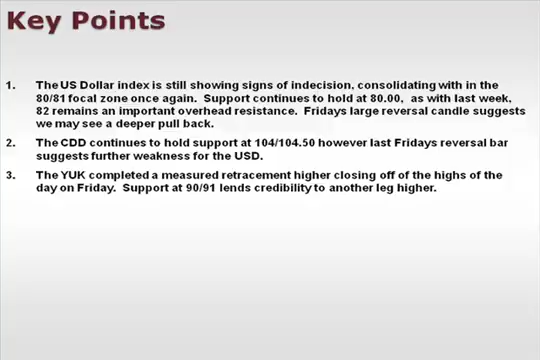 Key Points
1. The US Dollar index is still showing signs of indecision, consolidating with in the
80/81 focal zone once again. Support continues to hold at 80.00, as with last week,
82 remains an important overhead resistance. Fridays large reversal candle suggests
we may see a deeper pull back.
2. The CDD continues to hold support at 104/104.50 however last Fridays reversal bar
suggests further weakness for the USD.
3. The YUK completed a measured retracement higher closing off of the highs of the
day on Friday. Support at 90/91 lends credibility to another leg higher.